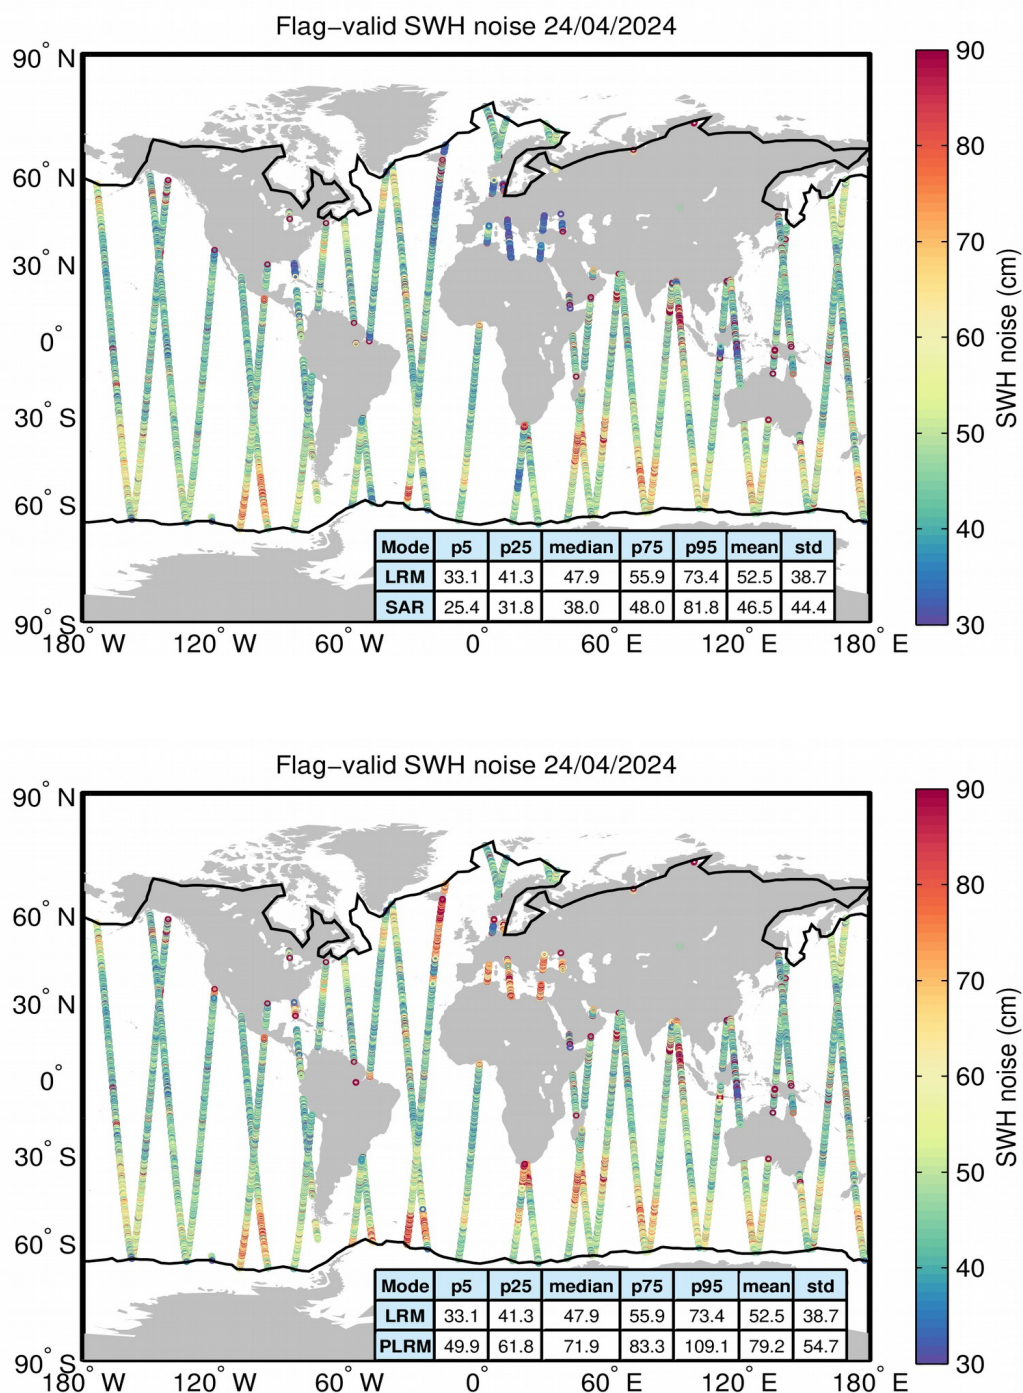 Flag−valid SWH noise 24/04/2024
90° N
60° N
30° N
0°
30° S
60° S
90° S
180° W 120° W 60° W 0° 60° E 120° E 180° E
90
80
70
60
50
40
30
SWH noise (cm)
Mode p5 p25 median p75 p95 mean std
LRM 33.1 41.3 47.9 55.9 73.4 52.5 38.7
SAR 25.4 31.8 38.0 48.0 81.8 46.5 44.4
Flag−valid SWH noise 24/04/2024
90° N
60° N
30° N
0°
30° S
60° S
90° S
180° W 120° W 60° W 0° 60° E 120° E 180° E
90
80
70
60
50
40
30
SWH noise (cm)
Mode p5 p25 median p75 p95 mean std
LRM 33.1 41.3 47.9 55.9 73.4 52.5 38.7
PLRM 49.9 61.8 71.9 83.3 109.1 79.2 54.7